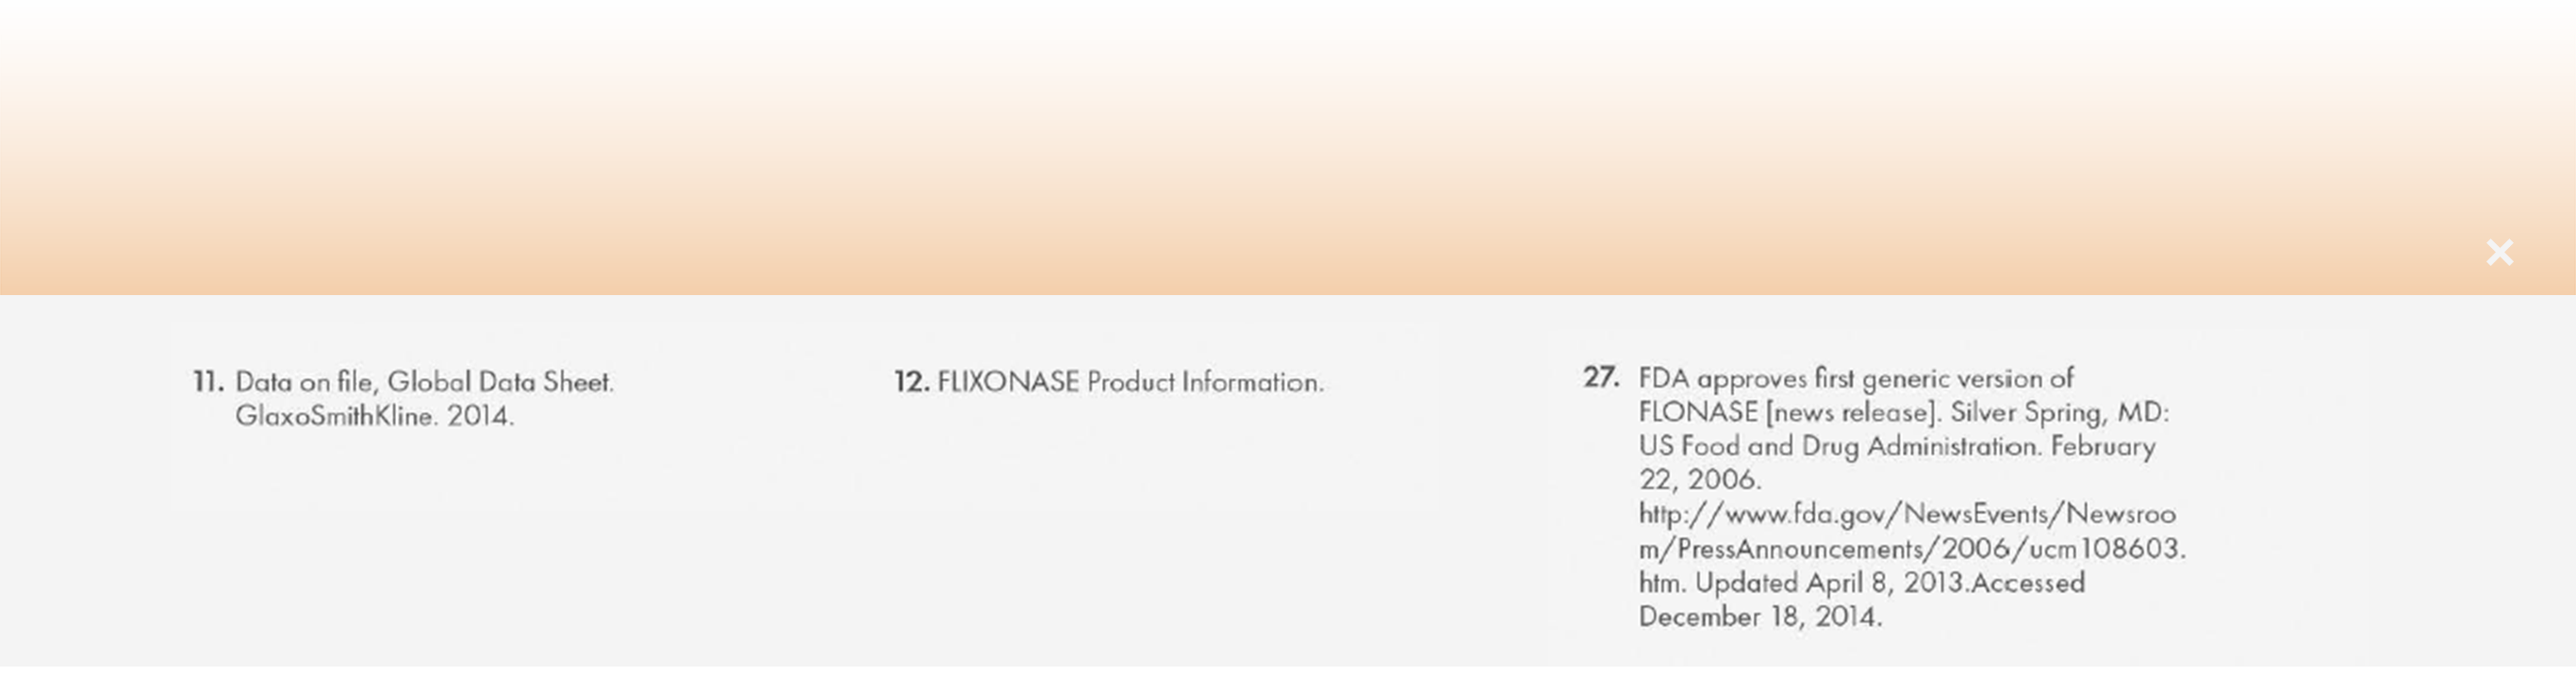 11. Data on file, Global Data Sheet.
GlaxoSmithKline. 2014.
12. FLIXONASE Product Information.
27. FDA approves first generic version of
FLONASE [news release]. Silver Spring, MD:
US Food and Drug Administration. February
22, 2006.
http://www.fda.gov/NewsEvents/Newsroo
m/PressAnnouncements/2006/ucm108603.
htm. Updated April 8, 2013.Accessed
December 18, 2014.